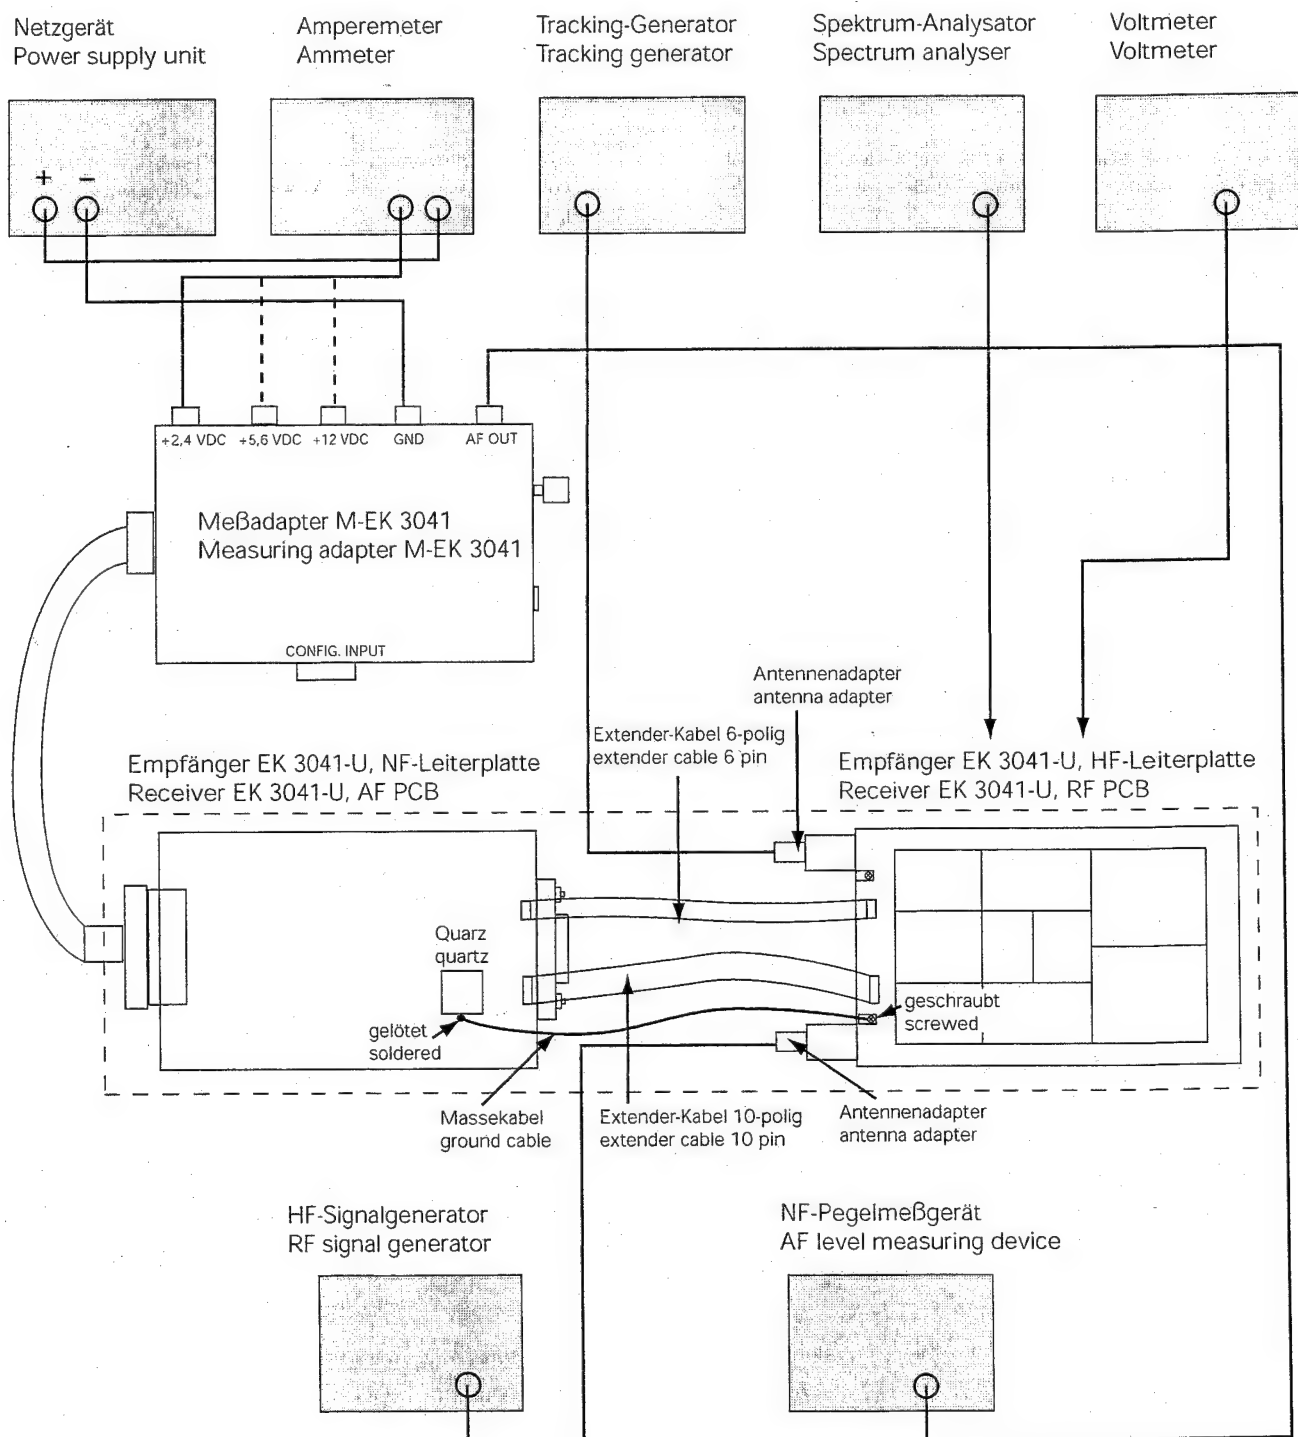 Netzgerät
Power supply unit
Amperemeter
Ammeter
Tracking-Generator
Tracking generator
Spektrum-Analysator
Spectrum analyser
Voltmeter
Voltmeter
+ −
+2,4 VDC
+5,6 VDC
+12 VDC
GND
AF OUT
Meßadapter M-EK 3041
Measuring adapter M-EK 3041
CONFIG. INPUT
Antennenadapter
antenna adapter
Extender-Kabel 6-polig
extender cable 6 pin
Empfänger EK 3041-U, NF-Leiterplatte
Receiver EK 3041-U, AF PCB
Empfänger EK 3041-U, HF-Leiterplatte
Receiver EK 3041-U, RF PCB
Quarz
quartz
gelötet
soldered
geschraubt
screwed
Massekabel
ground cable
Extender-Kabel 10-polig
extender cable 10 pin
Antennenadapter
antenna adapter
HF-Signalgenerator
RF signal generator
NF-Pegelmeßgerät
AF level measuring device